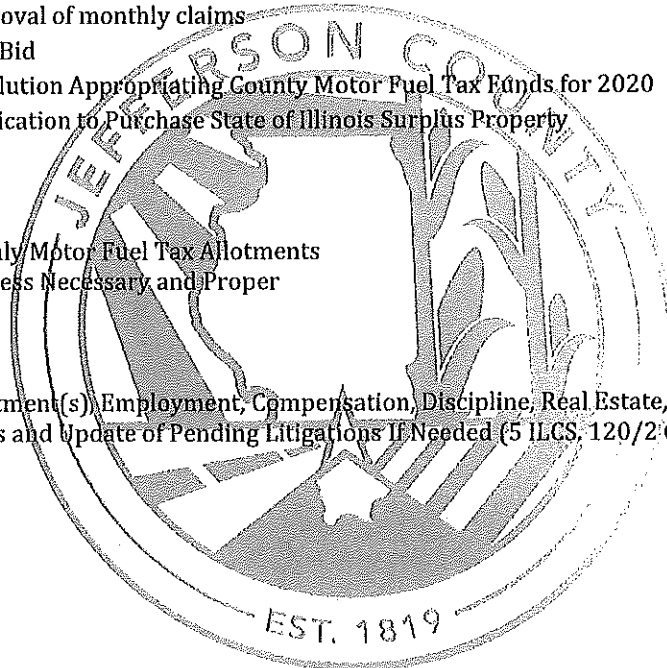 oval of monthly claims
Bid
lution Appropriating County Motor Fuel Tax Funds for 2020
ication to Purchase State of Illinois Surplus Property
ly Motor Fuel Tax Allotments
ess Necessary and Proper
tment(s), Employment, Compensation, Discipline, Real Estate,
s and Update of Pending Litigations If Needed (5 ILCS, 120/2
JEFFERSON COUNTY
EST. 1819